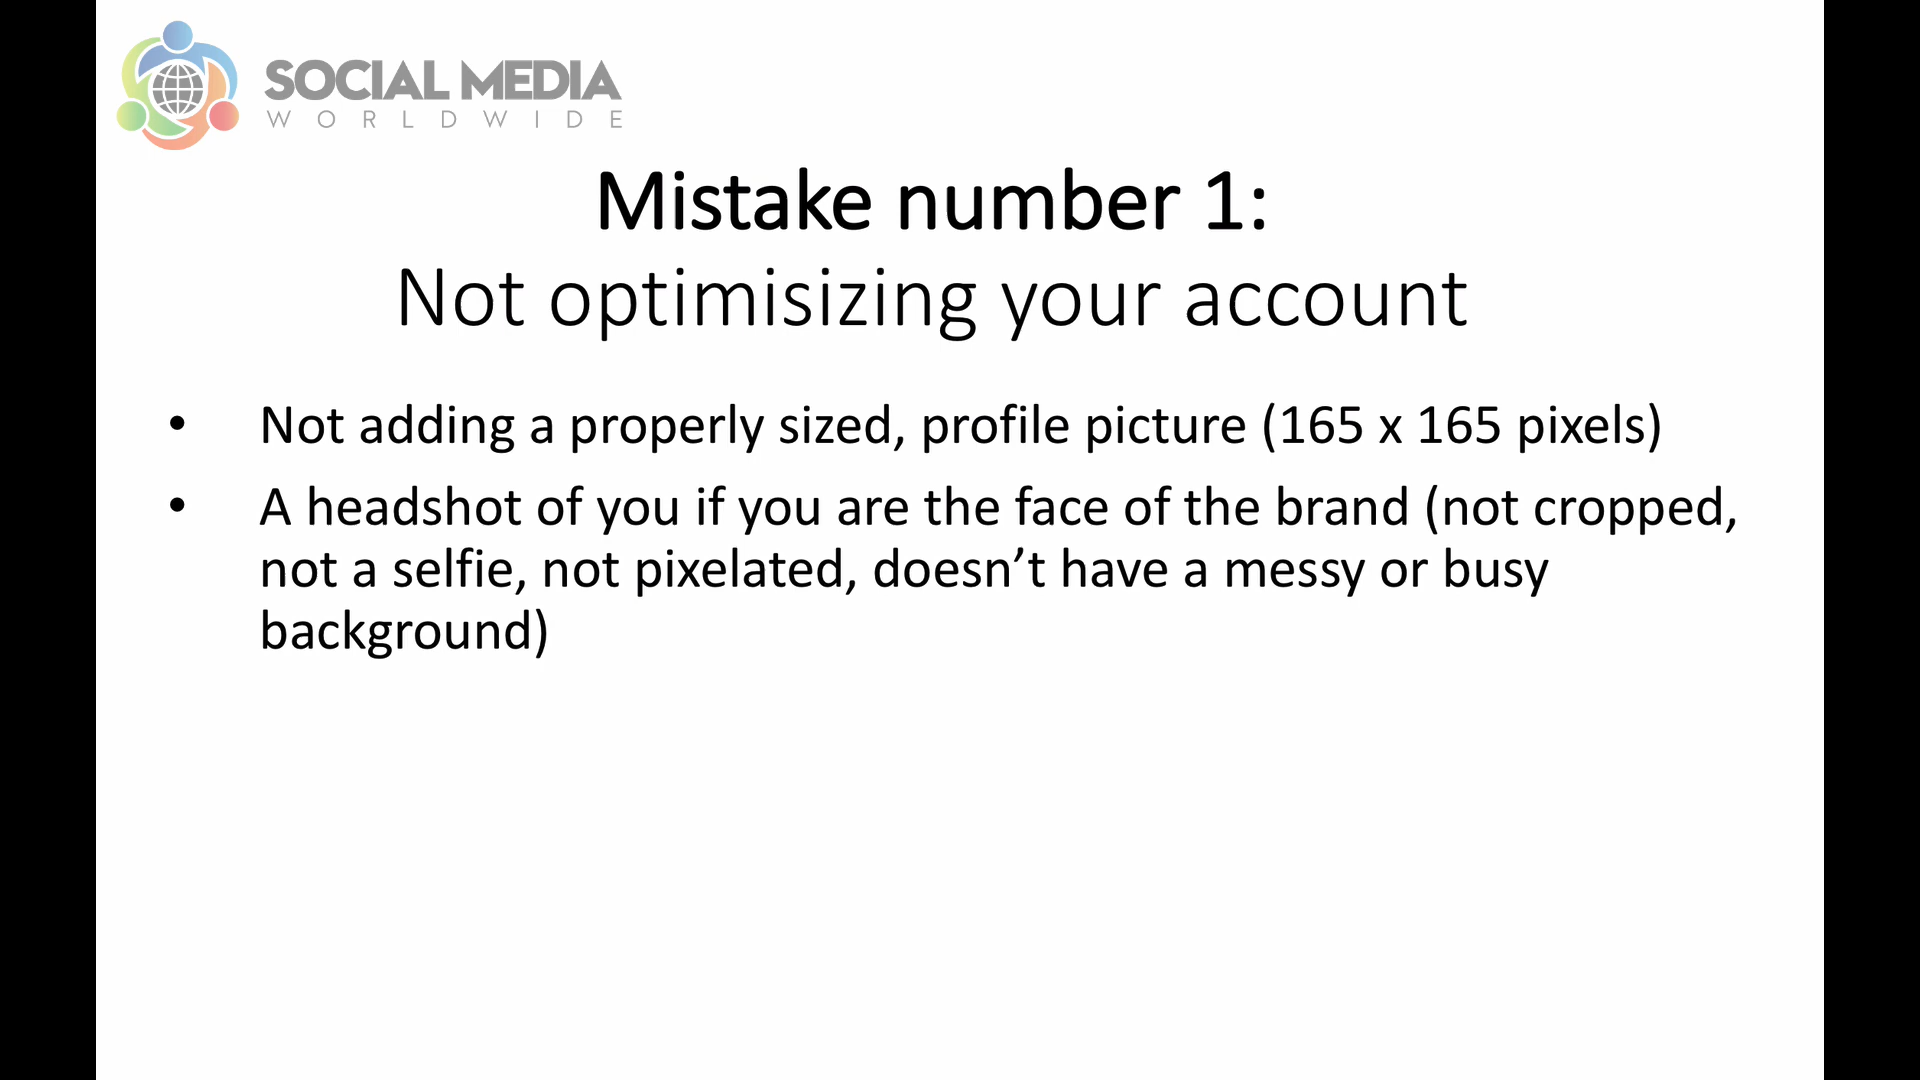 SOCIAL MEDIA
WORLDWIDE
Mistake number 1:
Not optimisizing your account
• Not adding a properly sized, profile picture (165 x 165 pixels)
• A headshot of you if you are the face of the brand (not cropped,
not a selfie, not pixelated, doesn’t have a messy or busy
background)